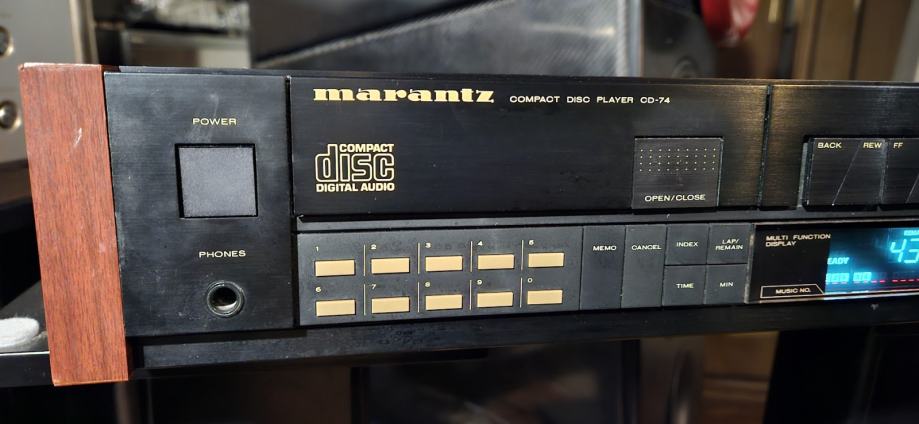 marantz COMPACT DISC PLAYER CD-74
POWER
COMPACT
disc
DIGITAL AUDIO
OPEN/CLOSE
BACK REW FF
PHONES
1 2 3 4 5
6 7 8 9 0
MEMO CANCEL INDEX LAP/
REMAIN
TIME MIN
MULTI FUNCTION
DISPLAY
MUSIC NO.
EADY
43